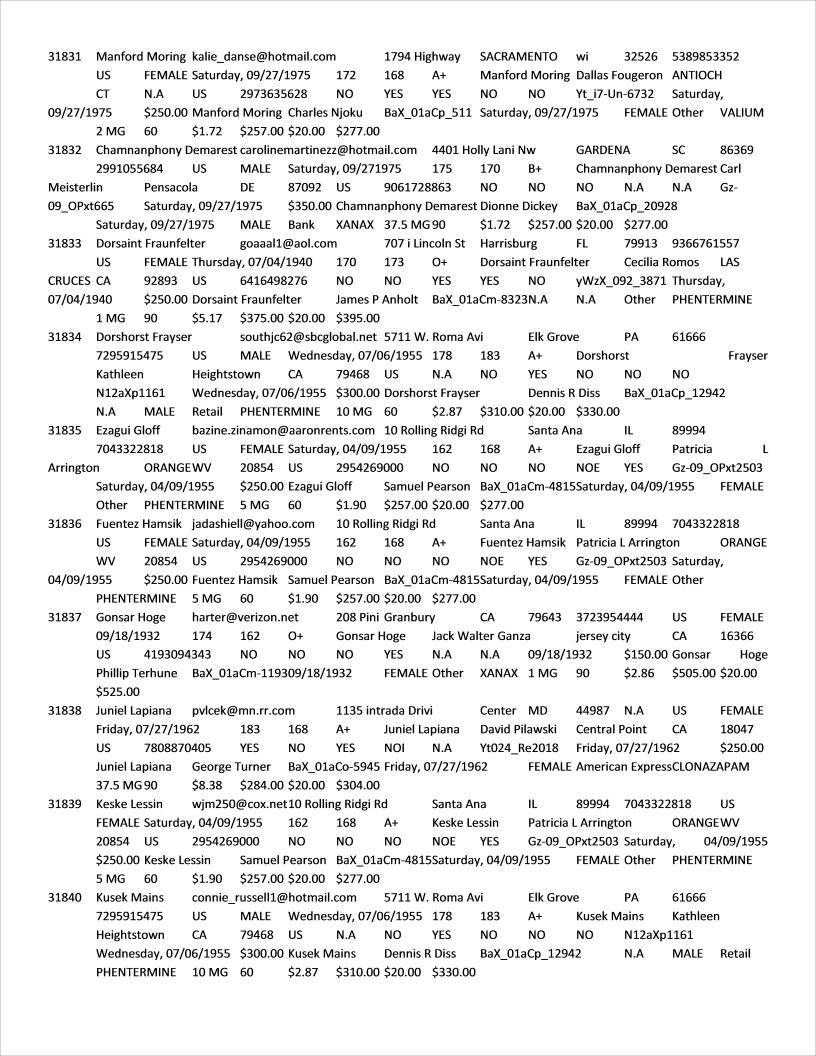 31831 Manford Moring kalie_danse@hotmail.com 1794 Highway SACRAMENTO wi 32526 5389853352
US FEMALE Saturday, 09/27/1975 172 168 A+ Manford Moring Dallas Fougeron ANTIOCH
CT N.A US 2973635628 NO YES YES NO NO Yt_i7-Un-6732 Saturday,
09/27/1975 $250.00 Manford Moring Charles Njoku BaX_01aCp_511 Saturday, 09/27/1975 FEMALE Other VALIUM
2 MG 60 $1.72 $257.00 $20.00 $277.00
31832 Chamnanphony Demarest carolinemartinezz@hotmail.com 4401 Holly Lani Nw GARDENA SC 86369
2991055684 US MALE Saturday, 09/271975 175 170 B+ Chamnanphony Demarest Carl
Meisterlin Pensacola DE 87092 US 9061728863 NO NO NO N.A N.A Gz-
09_OPxt665 Saturday, 09/27/1975 $350.00 Chamnanphony Demarest Dionne Dickey BaX_01aCp_20928
Saturday, 09/27/1975 MALE Bank XANAX 37.5 MG 90 $1.72 $257.00 $20.00 $277.00
31833 Dorsaint Fraunfelter goaaal1@aol.com 707 i Lincoln St Harrisburg FL 79913 9366761557
US FEMALE Thursday, 07/04/1940 170 173 O+ Dorsaint Fraunfelter Cecilia Romos LAS
CRUCES CA 92893 US 6416498276 NO NO YES YES NO yWzX_092_3871 Thursday,
07/04/1940 $250.00 Dorsaint Fraunfelter James P Anholt BaX_01aCm-8323N.A N.A Other PHENTERMINE
1 MG 90 $5.17 $375.00 $20.00 $395.00
31834 Dorshorst Frayser southjc62@sbcglobal.net 5711 W. Roma Avi Elk Grove PA 61666
7295915475 US MALE Wednesday, 07/06/1955 178 183 A+ Dorshorst Frayser
Kathleen Heightstown CA 79468 US N.A NO YES NO NO NO
N12aXp1161 Wednesday, 07/06/1955 $300.00 Dorshorst Frayser Dennis R Diss BaX_01aCp_12942
N.A MALE Retail PHENTERMINE 10 MG 60 $2.87 $310.00 $20.00 $330.00
31835 Ezagui Gloff bazine.zinamon@aaronrents.com 10 Rolling Ridgi Rd Santa Ana IL 89994
7043322818 US FEMALE Saturday, 04/09/1955 162 168 A+ Ezagui Gloff Patricia L
Arrington ORANGEWV 20854 US 2954269000 NO NO NO NOE YES Gz-09_OPxt2503
Saturday, 04/09/1955 $250.00 Ezagui Gloff Samuel Pearson BaX_01aCm-4815Saturday, 04/09/1955 FEMALE
Other PHENTERMINE 5 MG 60 $1.90 $257.00 $20.00 $277.00
31836 Fuentez Hamsik jadashiell@yahoo.com 10 Rolling Ridgi Rd Santa Ana IL 89994 7043322818
US FEMALE Saturday, 04/09/1955 162 168 A+ Fuentez Hamsik Patricia L Arrington ORANGE
WV 20854 US 2954269000 NO NO NO NOE YES Gz-09_OPxt2503 Saturday,
04/09/1955 $250.00 Fuentez Hamsik Samuel Pearson BaX_01aCm-4815Saturday, 04/09/1955 FEMALE Other
PHENTERMINE 5 MG 60 $1.90 $257.00 $20.00 $277.00
31837 Gonsar Hoge harter@verizon.net 208 Pini Granbury CA 79643 3723954444 US FEMALE
09/18/1932 174 162 O+ Gonsar Hoge Jack Walter Ganza jersey city CA 16366
US 4193094343 NO NO NO YES N.A N.A 09/18/1932 $150.00 Gonsar Hoge
Phillip Terhune BaX_01aCm-119309/18/1932 FEMALE Other XANAX 1 MG 90 $2.86 $505.00 $20.00
$525.00
31838 Juniel Lapiana pvlcek@mn.rr.com 1135 intrada Drivi Center MD 44987 N.A US FEMALE
Friday, 07/27/1962 183 168 A+ Juniel Lapiana David Pilawski Central Point CA 18047
US 7808870405 YES NO YES NOI N.A Yt024_Re2018 Friday, 07/27/1962 $250.00
Juniel Lapiana George Turner BaX_01aCo-5945 Friday, 07/27/1962 FEMALE American ExpressCLONAZAPAM
37.5 MG 90 $8.38 $284.00 $20.00 $304.00
31839 Keske Lessin wjm250@cox.net10 Rolling Ridgi Rd Santa Ana IL 89994 7043322818 US
FEMALE Saturday, 04/09/1955 162 168 A+ Keske Lessin Patricia L Arrington ORANGEWV
20854 US 2954269000 NO NO NO NOE YES Gz-09_OPxt2503 Saturday, 04/09/1955
$250.00 Keske Lessin Samuel Pearson BaX_01aCm-4815Saturday, 04/09/1955 FEMALE Other PHENTERMINE
5 MG 60 $1.90 $257.00 $20.00 $277.00
31840 Kusek Mains connie_russell1@hotmail.com 5711 W. Roma Avi Elk Grove PA 61666
7295915475 US MALE Wednesday, 07/06/1955 178 183 A+ Kusek Mains Kathleen
Heightstown CA 79468 US N.A NO YES NO NO NO N12aXp1161
Wednesday, 07/06/1955 $300.00 Kusek Mains Dennis R Diss BaX_01aCp_12942 N.A MALE Retail
PHENTERMINE 10 MG 60 $2.87 $310.00 $20.00 $330.00